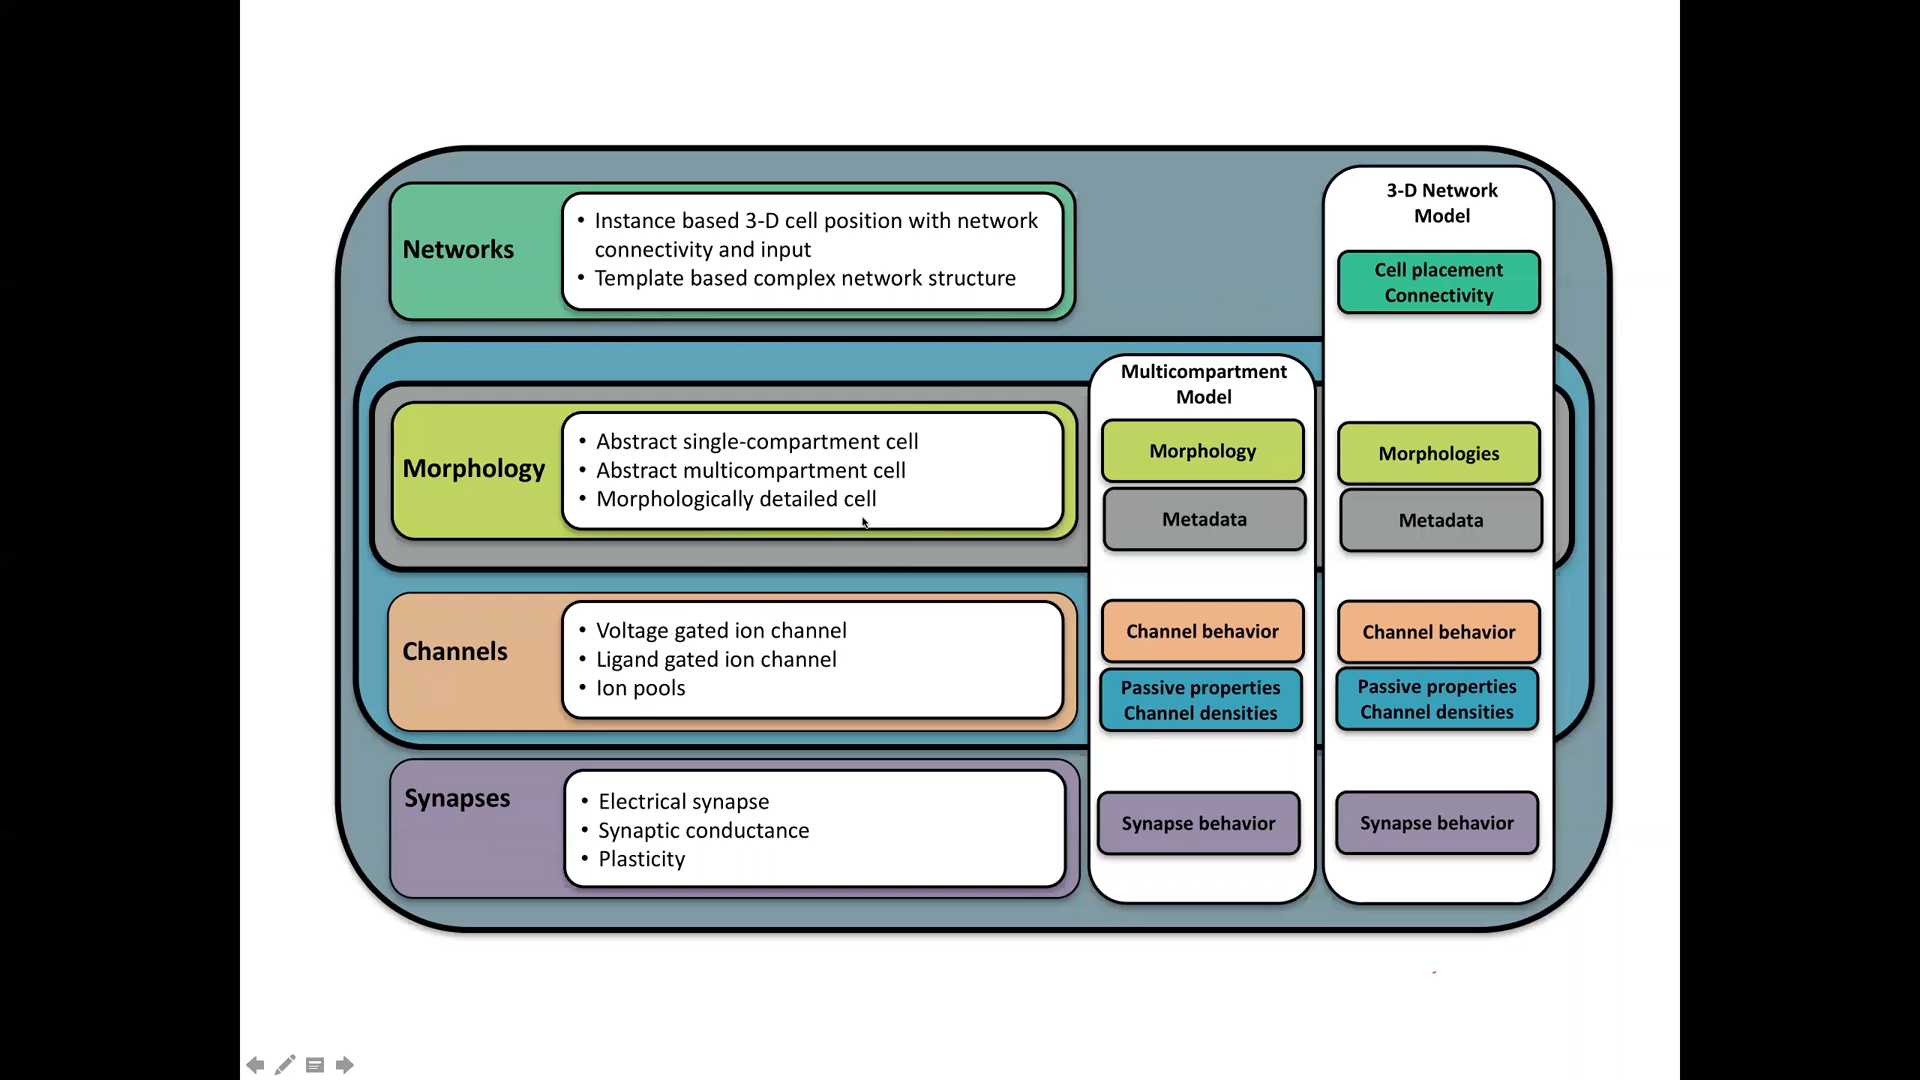 Networks
• Instance based 3-D cell position with network
connectivity and input
• Template based complex network structure
Morphology
• Abstract single-compartment cell
• Abstract multicompartment cell
• Morphologically detailed cell
Channels
• Voltage gated ion channel
• Ligand gated ion channel
• Ion pools
Synapses
• Electrical synapse
• Synaptic conductance
• Plasticity
Multicompartment
Model
Morphology
Metadata
Channel behavior
Passive properties
Channel densities
Synapse behavior
3-D Network
Model
Cell placement
Connectivity
Morphologies
Metadata
Channel behavior
Passive properties
Channel densities
Synapse behavior